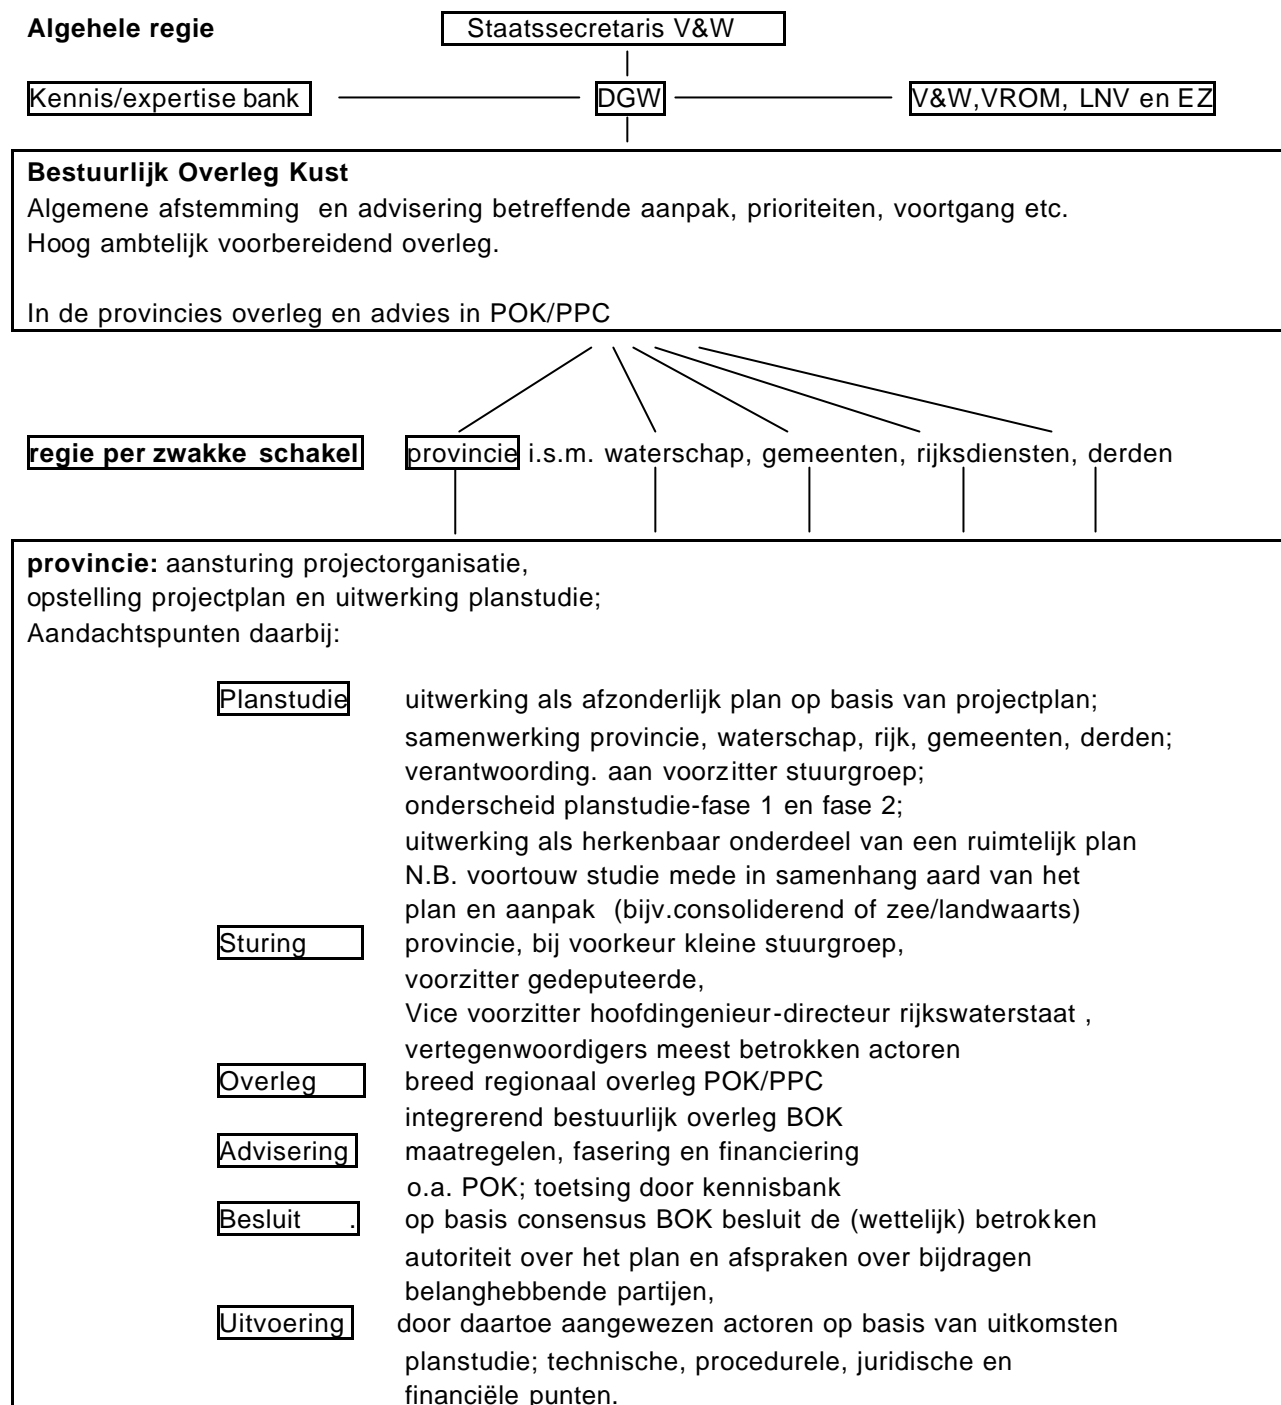 Algehele regie Staatssecretaris V&W
Kennis/expertise bank DGW V&W,VROM, LNV en EZ
Bestuurlijk Overleg Kust
Algemene afstemming en advisering betreffende aanpak, prioriteiten, voortgang etc.
Hoog ambtelijk voorbereidend overleg.
In de provincies overleg en advies in POK/PPC
regie per zwakke schakel provincie i.s.m. waterschap, gemeenten, rijksdiensten, derden
provincie: aansturing projectorganisatie,
opstelling projectplan en uitwerking planstudie;
Aandachtspunten daarbij:
Planstudie uitwerking als afzonderlijk plan op basis van projectplan;
samenwerking provincie, waterschap, rijk, gemeenten, derden;
verantwoording. aan voorzitter stuurgroep;
onderscheid planstudie-fase 1 en fase 2;
uitwerking als herkenbaar onderdeel van een ruimtelijk plan
N.B. voortouw studie mede in samenhang aard van het
plan en aanpak (bijv.consoliderend of zee/landwaarts)
Sturing provincie, bij voorkeur kleine stuurgroep,
voorzitter gedeputeerde,
Vice voorzitter hoofdingenieur-directeur rijkswaterstaat ,
vertegenwoordigers meest betrokken actoren
Overleg breed regionaal overleg POK/PPC
integrerend bestuurlijk overleg BOK
Advisering maatregelen, fasering en financiering
o.a. POK; toetsing door kennisbank
Besluit . op basis consensus BOK besluit de (wettelijk) betrokken
autoriteit over het plan en afspraken over bijdragen
belanghebbende partijen,
Uitvoering door daartoe aangewezen actoren op basis van uitkomsten
planstudie; technische, procedurele, juridische en
financiële punten.